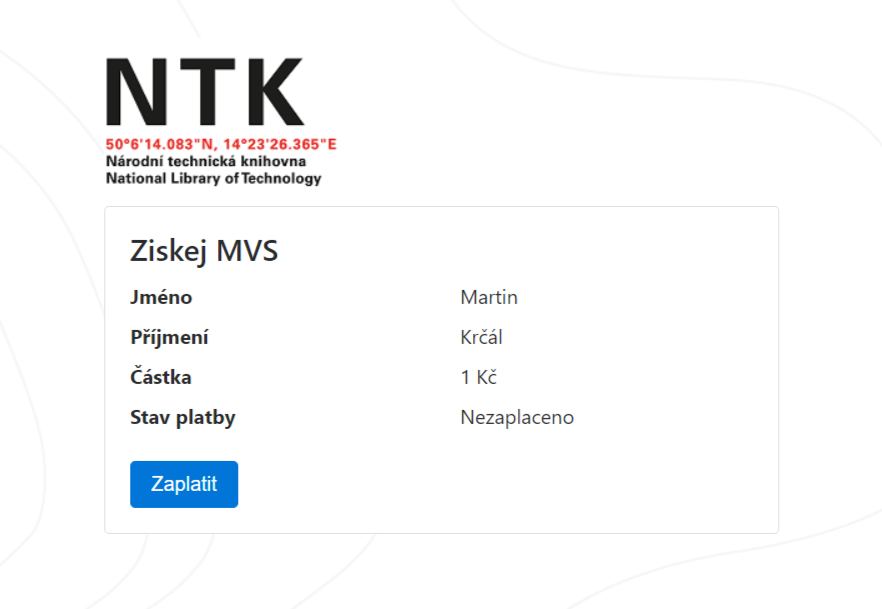 NTK
50°6'14.083"N, 14°23'26.365"E
Národní technická knihovna
National Library of Technology
Ziskej MVS
Jméno Martin
Příjmení Krčál
Částka 1 Kč
Stav platby Nezaplaceno
Zaplatit